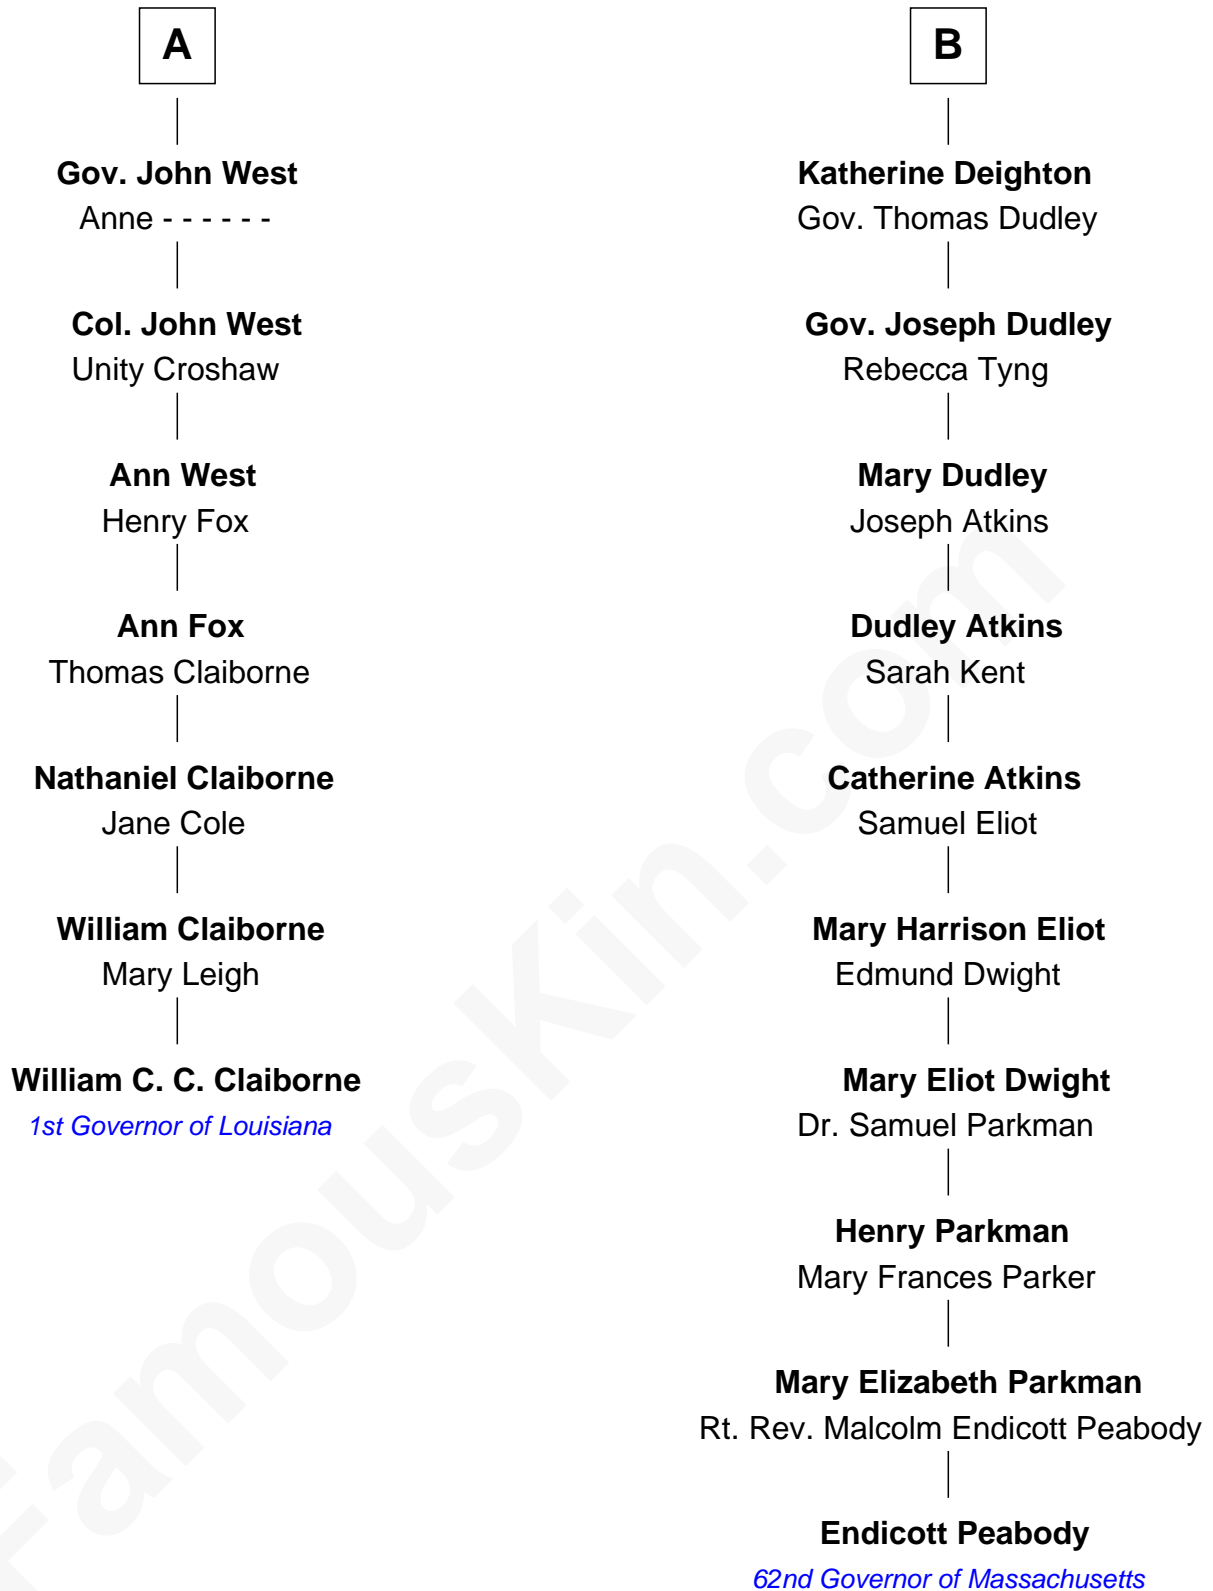 A
Gov. John West
Anne - - - - - -
Col. John West
Unity Croshaw
Ann West
Henry Fox
Ann Fox
Thomas Claiborne
Nathaniel Claiborne
Jane Cole
William Claiborne
Mary Leigh
William C. C. Claiborne
1st Governor of Louisiana
B
Katherine Deighton
Gov. Thomas Dudley
Gov. Joseph Dudley
Rebecca Tyng
Mary Dudley
Joseph Atkins
Dudley Atkins
Sarah Kent
Catherine Atkins
Samuel Eliot
Mary Harrison Eliot
Edmund Dwight
Mary Eliot Dwight
Dr. Samuel Parkman
Henry Parkman
Mary Frances Parker
Mary Elizabeth Parkman
Rt. Rev. Malcolm Endicott Peabody
Endicott Peabody
62nd Governor of Massachusetts
FamousKin.com